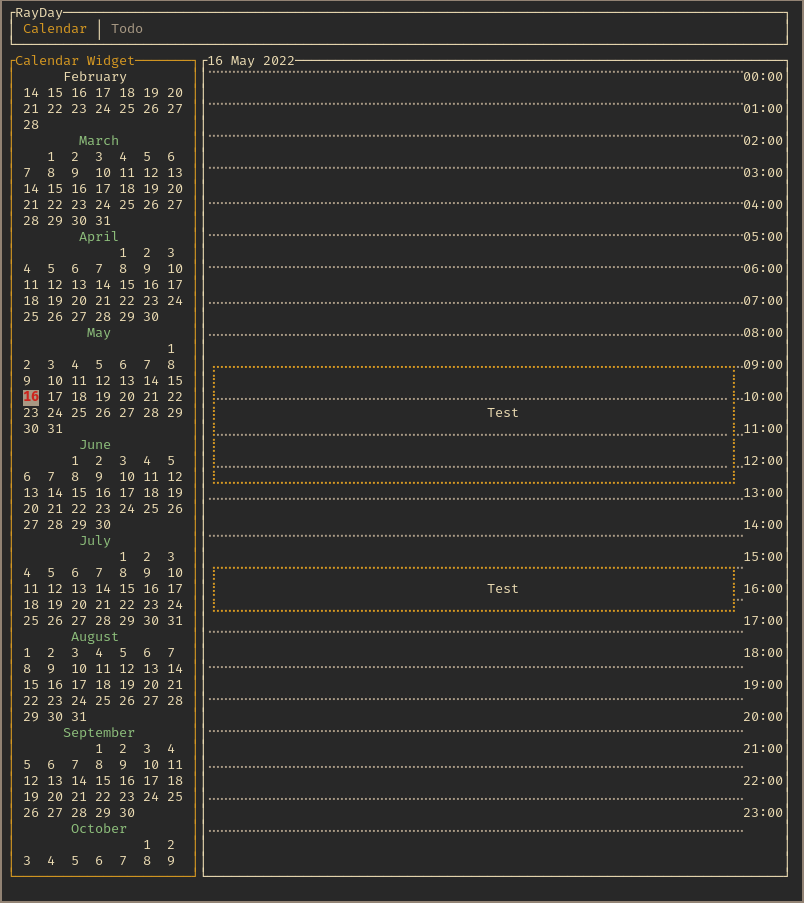 RayDay
Calendar │ Todo
Calendar Widget
February
14 15 16 17 18 19 20
21 22 23 24 25 26 27
28
March
1 2 3 4 5 6
7 8 9 10 11 12 13
14 15 16 17 18 19 20
21 22 23 24 25 26 27
28 29 30 31
April
1 2 3
4 5 6 7 8 9 10
11 12 13 14 15 16 17
18 19 20 21 22 23 24
25 26 27 28 29 30
May
1
2 3 4 5 6 7 8
9 10 11 12 13 14 15
16 17 18 19 20 21 22
23 24 25 26 27 28 29
30 31
June
1 2 3 4 5
6 7 8 9 10 11 12
13 14 15 16 17 18 19
20 21 22 23 24 25 26
27 28 29 30
July
1 2 3
4 5 6 7 8 9 10
11 12 13 14 15 16 17
18 19 20 21 22 23 24
25 26 27 28 29 30 31
August
1 2 3 4 5 6 7
8 9 10 11 12 13 14
15 16 17 18 19 20 21
22 23 24 25 26 27 28
29 30 31
September
1 2 3 4
5 6 7 8 9 10 11
12 13 14 15 16 17 18
19 20 21 22 23 24 25
26 27 28 29 30
October
1 2
3 4 5 6 7 8 9
16 May 2022
00:00
01:00
02:00
03:00
04:00
05:00
06:00
07:00
08:00
09:00
10:00
Test
11:00
12:00
13:00
14:00
15:00
Test 16:00
17:00
18:00
19:00
20:00
21:00
22:00
23:00